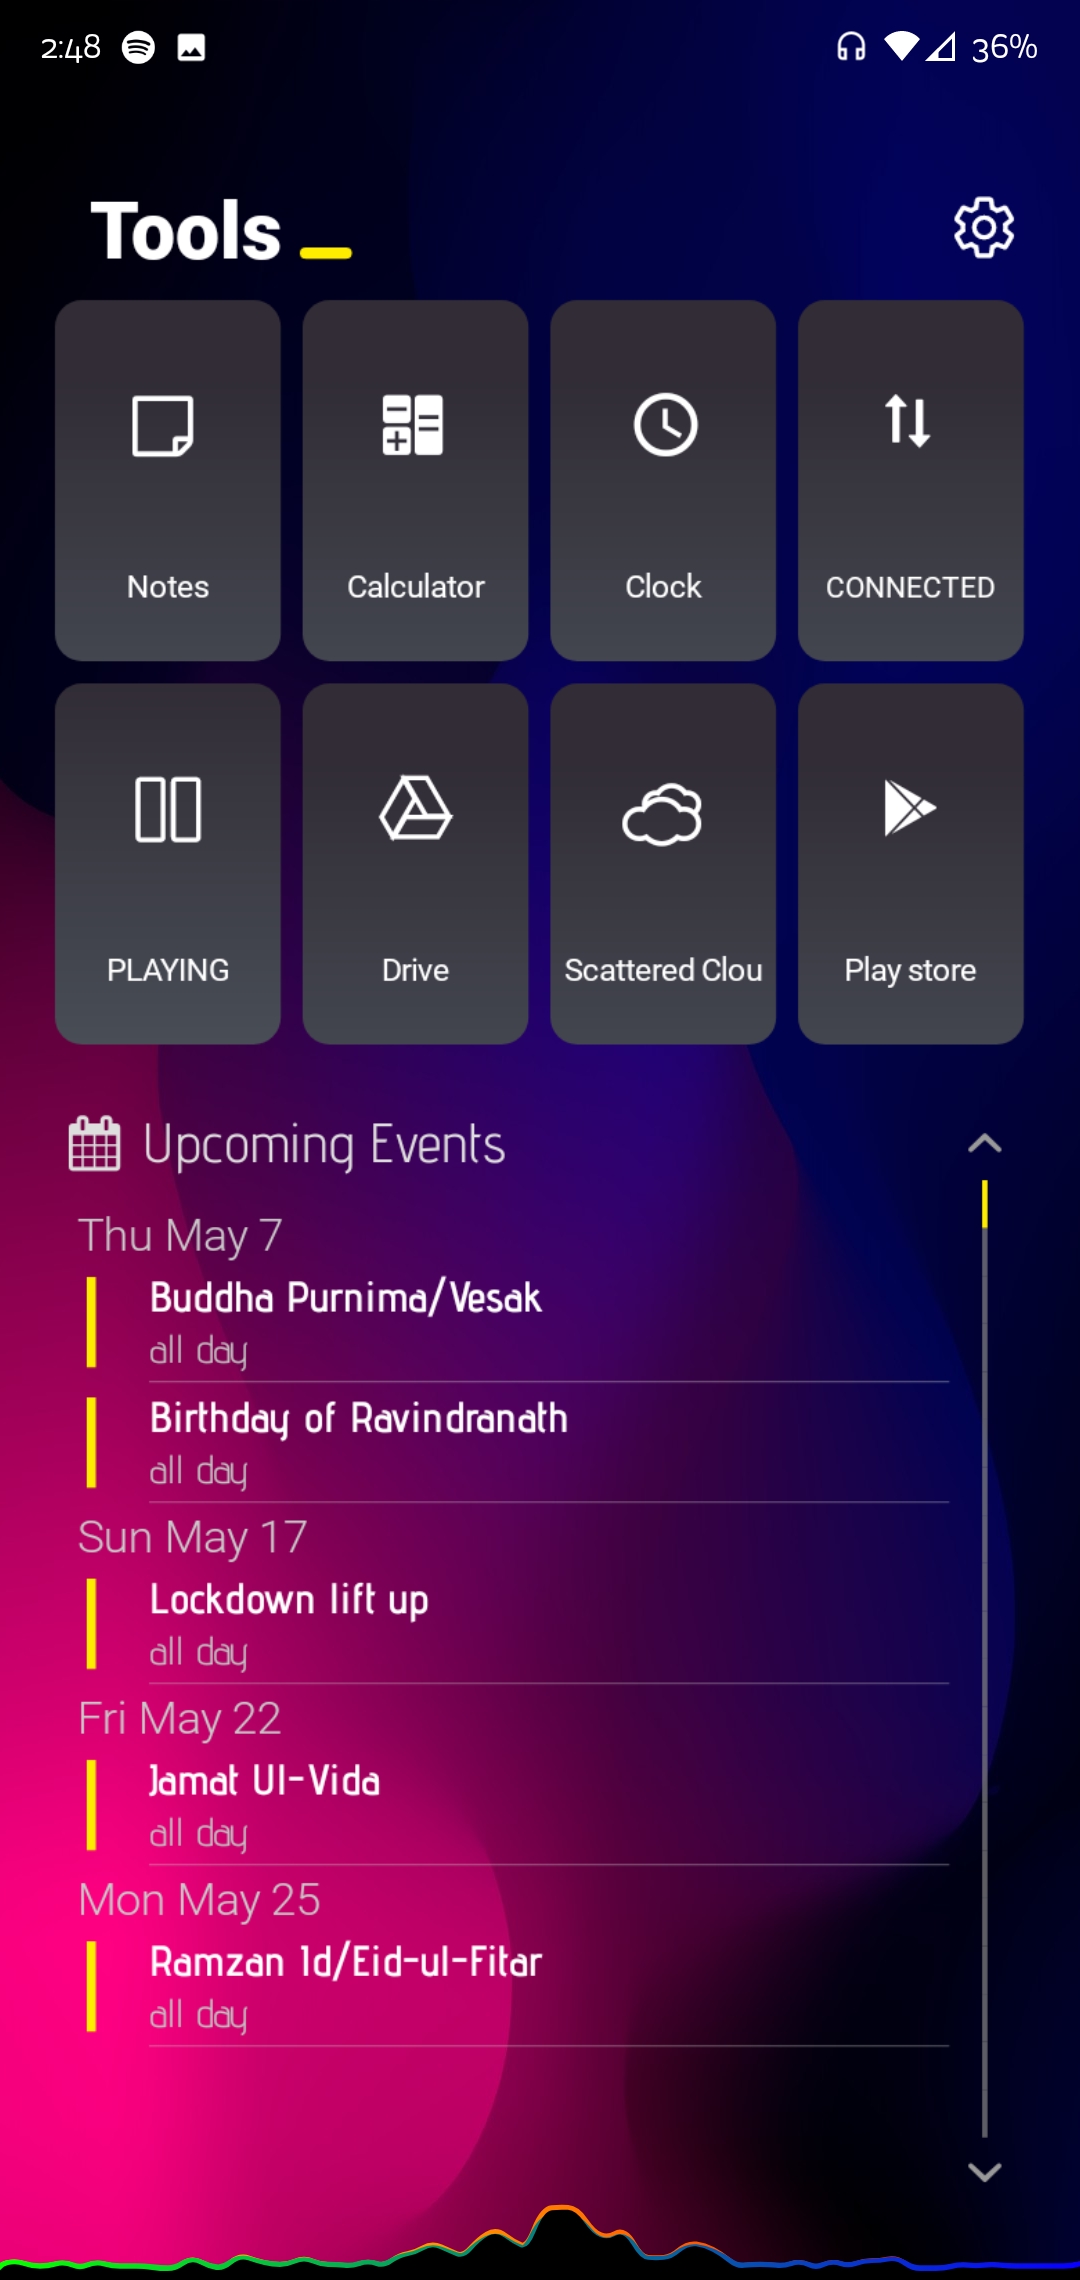 2:48 36%
Tools
Notes Calculator Clock CONNECTED
PLAYING Drive Scattered Clou Play store
Upcoming Events
Thu May 7
Buddha Purnima/Vesak
all day
Birthday of Ravindranath
all day
Sun May 17
Lockdown lift up
all day
Fri May 22
Jamat Ul-Vida
all day
Mon May 25
Ramzan Id/Eid-ul-Fitar
all day